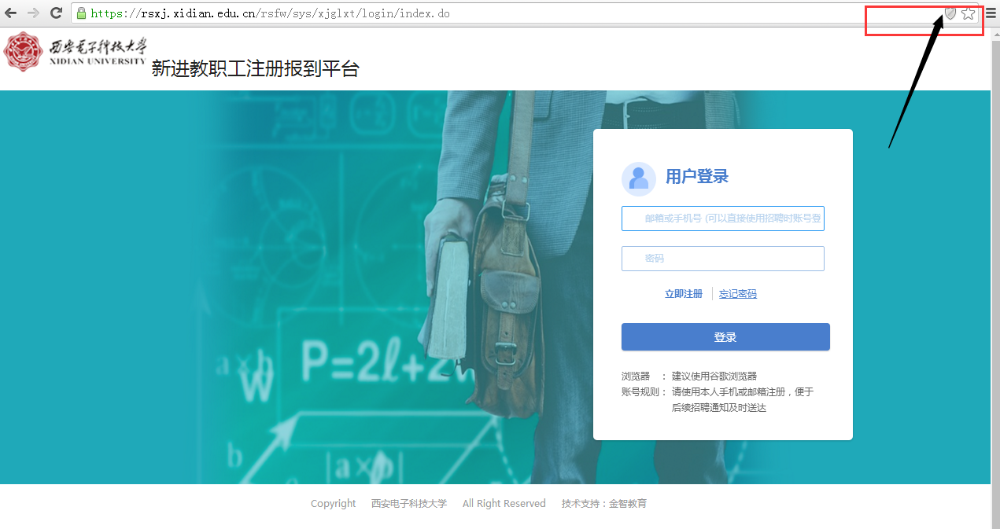 https://rsxj.xidian.edu.cn/rsfw/sys/xjglxt/login/index.do
西安电子科技大学
XIDIAN UNIVERSITY
新进教职工注册报到平台
用户登录
邮箱或手机号 (可以直接使用招聘时账号登
密码
立即注册 忘记密码
登录
浏览器 ： 建议使用谷歌浏览器
账号规则： 请使用本人手机或邮箱注册，便于
后续招聘通知及时送达
a×b
W
P=2ℓ+2w
b
|a×b|
Copyright 西安电子科技大学 All Right Reserved 技术支持：金智教育